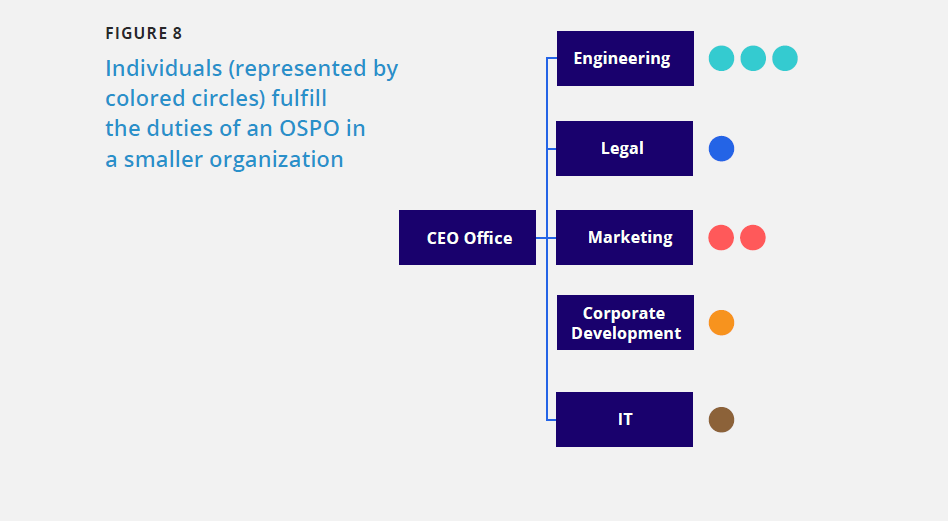 FIGURE 8
Individuals (represented by
colored circles) fulfill
the duties of an OSPO in
a smaller organization
Engineering
Legal
CEO Office
Marketing
Corporate
Development
IT